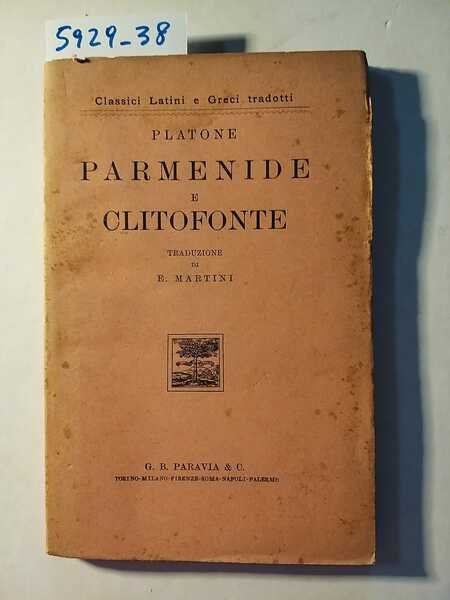 5929_38
Classici Latini e Greci tradotti
PLATONE
PARMENIDE
E
CLITOFONTE
TRADUZIONE
DI
E. MARTINI
G. B. PARAVIA & C.
TORINO-MILANO-FIRENZE-ROMA-NAPOLI-PALERMO